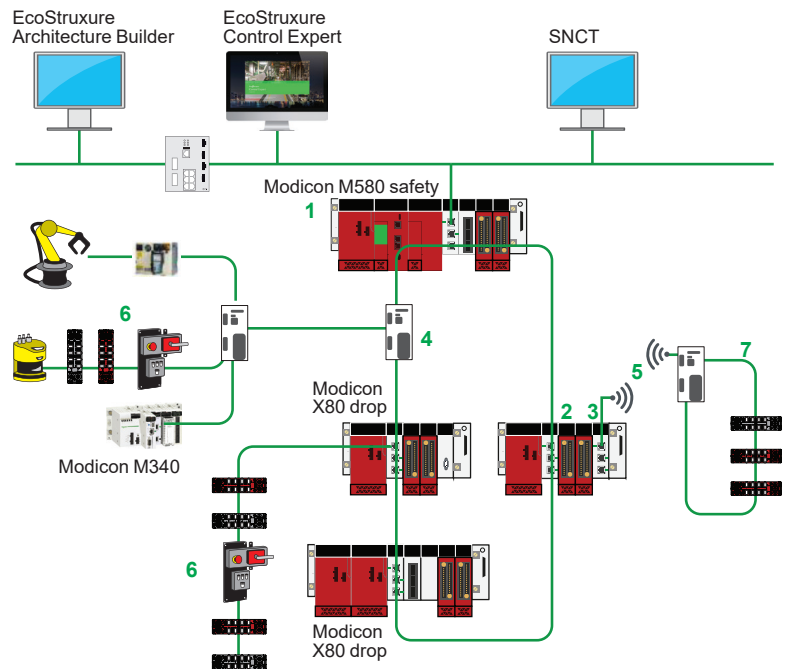 EcoStruxure
Architecture Builder
EcoStruxure
Control Expert
SNCT
Modicon M580 safety
1
6
4
5
7
Modicon
X80 drop
2
3
Modicon M340
6
Modicon
X80 drop